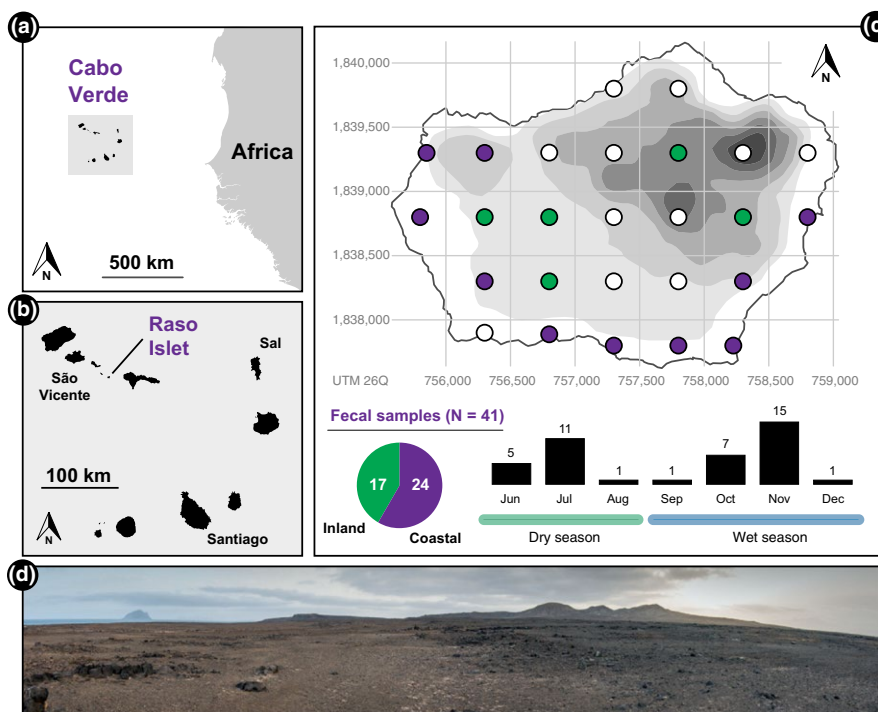 (a)
Cabo
Verde
Africa
N
500 km
(b)
Raso
Islet
Sal
São
Vicente
100 km
N
Santiago
(c
N
1,840,000
1,839,500
1,839,000
1,838,500
1,838,000
UTM 26Q
756,000
756,500
757,000
757,500
758,000
758,500
759,000
Fecal samples (N = 41)
17
24
Inland
Coastal
5
11
1
1
7
15
1
Jun
Jul
Aug
Sep
Oct
Nov
Dec
Dry season
Wet season
(d)